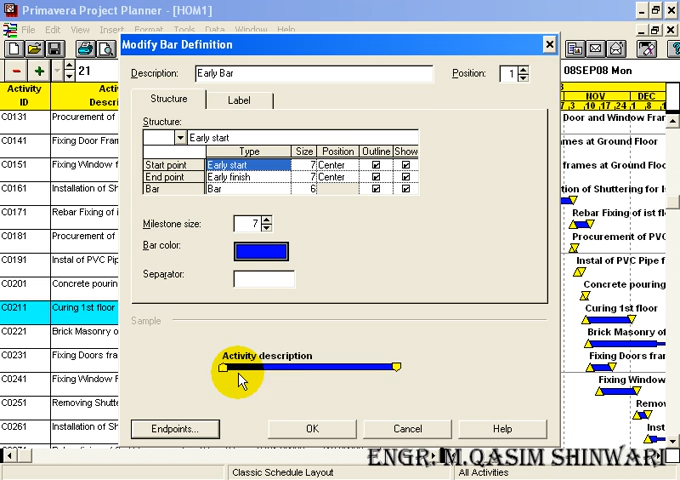 Primavera Project Planner - [HOM1]
File Edit View Insert Format Tools Data Window Help
21
08SEP08 Mon
Modify Bar Definition
Description: Early Bar
Position: 1
Structure
Label
Structure:
Early start
Type Size Position Outline Show
Start point Early start 7 Center
End point Early finish 7 Center
Bar Bar 6
Milestone size: 7
Bar color:
Separator:
Sample
Activity description
Endpoints...
OK
Cancel
Help
Activity ID
C0131 Procurement of
C0141 Fixing Door Fram
C0151 Fixing Window f
C0161 Installation of Sh
C0171 Rebar Fixing of
C0181 Procurement of
C0191 Instal of PVC Pip
C0201 Concrete pouring
C0211 Curing 1st floor
C0221 Brick Masonry o
C0231 Fixing Doors fra
C0241 Fixing Window
C0251 Removing Shutte
C0261 Installation of Sh
NOV DEC
,10,17,24 ,1 ,8
Door and Window Fram
frames at Ground Floor
frames at Ground Floor
tion of Shuttering for
Rebar Fixing of ist fl
Procurement of PVC
Instal of PVC Pipe f
Concrete pouring
Curing 1st floor
Brick Masonry of
Fixing Doors fran
Fixing Window
Remov
Inst
ENGR: M.QASIM SHINWARI
Classic Schedule Layout
All Activities